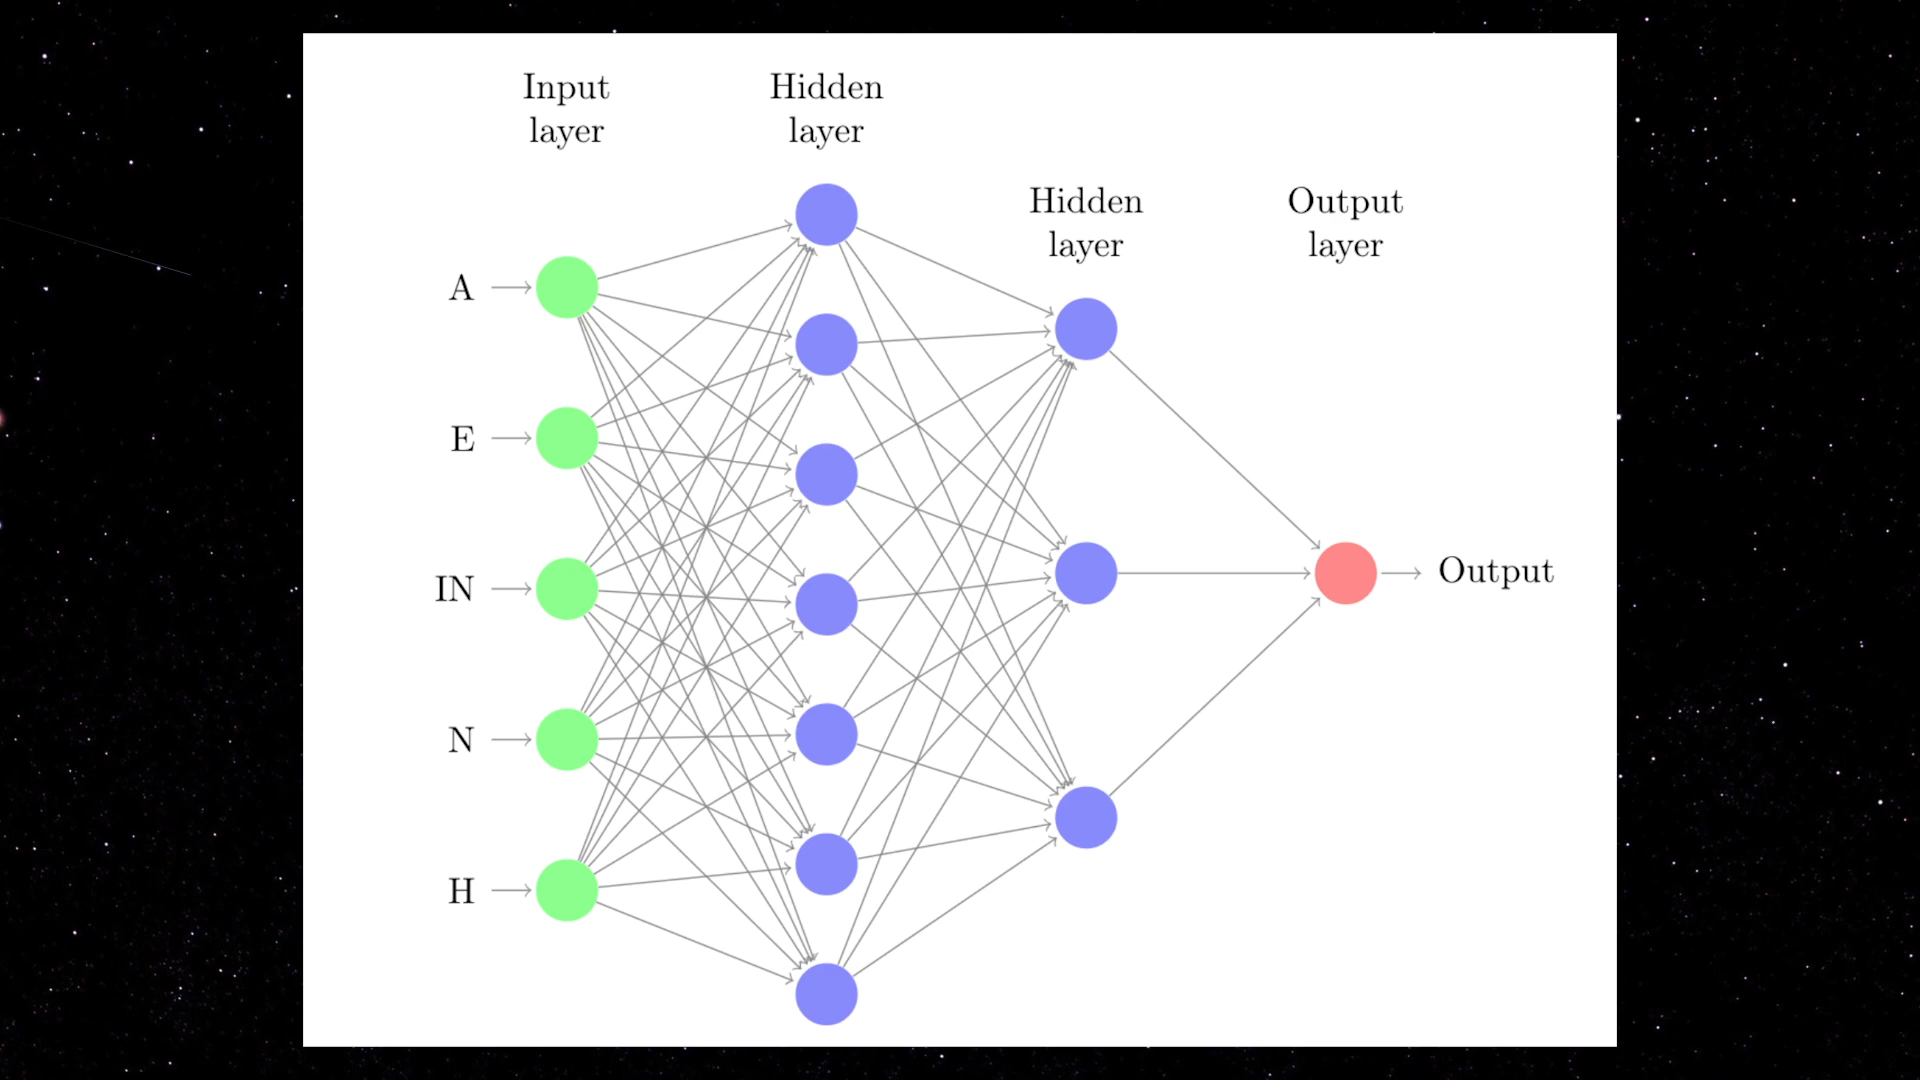 Input
layer
Hidden
layer
Hidden
layer
Output
layer
A
E
IN
N
H
Output